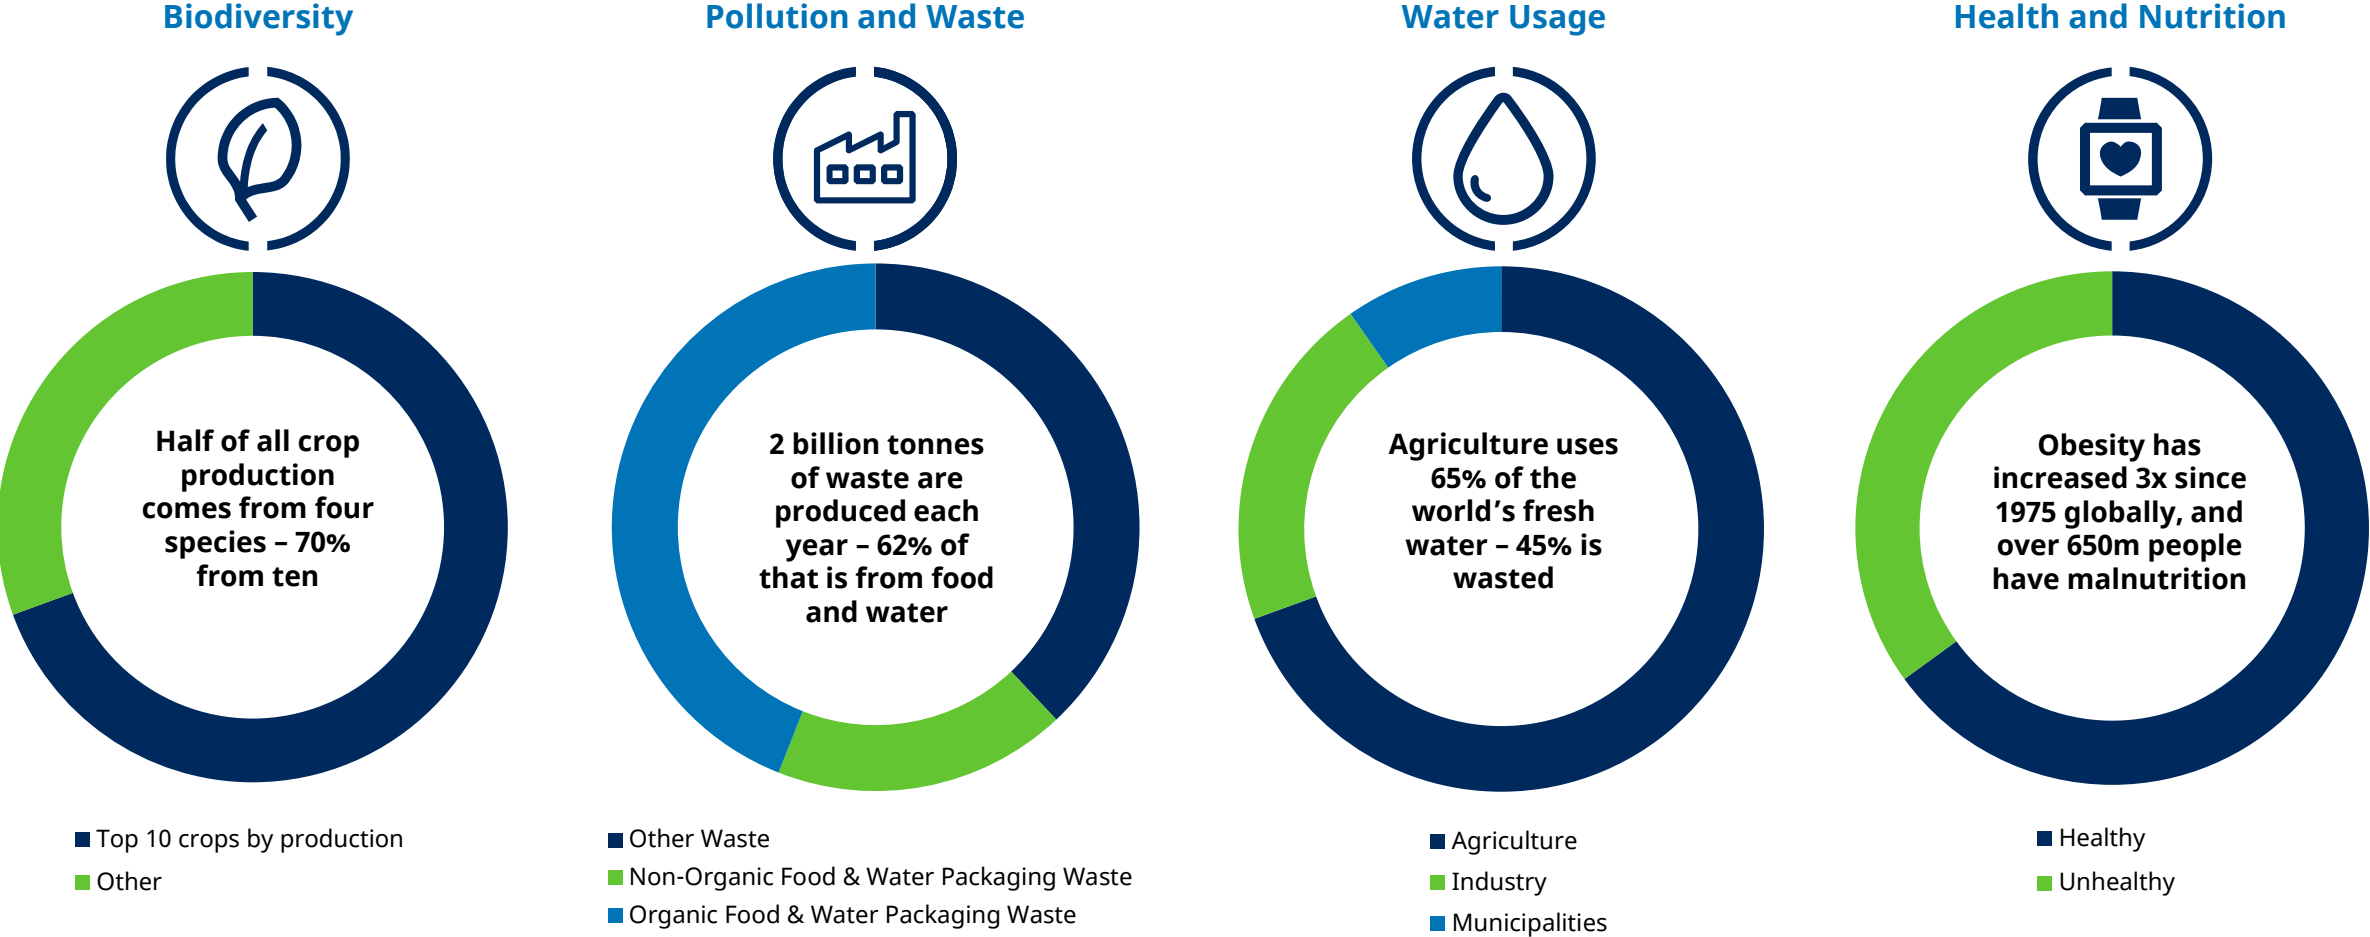 Biodiversity
Half of all crop
production
comes from four
species – 70%
from ten
Top 10 crops by production
Other
Pollution and Waste
2 billion tonnes
of waste are
produced each
year – 62% of
that is from food
and water
Other Waste
Non-Organic Food & Water Packaging Waste
Organic Food & Water Packaging Waste
Water Usage
Agriculture uses
65% of the
world’s fresh
water – 45% is
wasted
Agriculture
Industry
Municipalities
Health and Nutrition
Obesity has
increased 3x since
1975 globally, and
over 650m people
have malnutrition
Healthy
Unhealthy